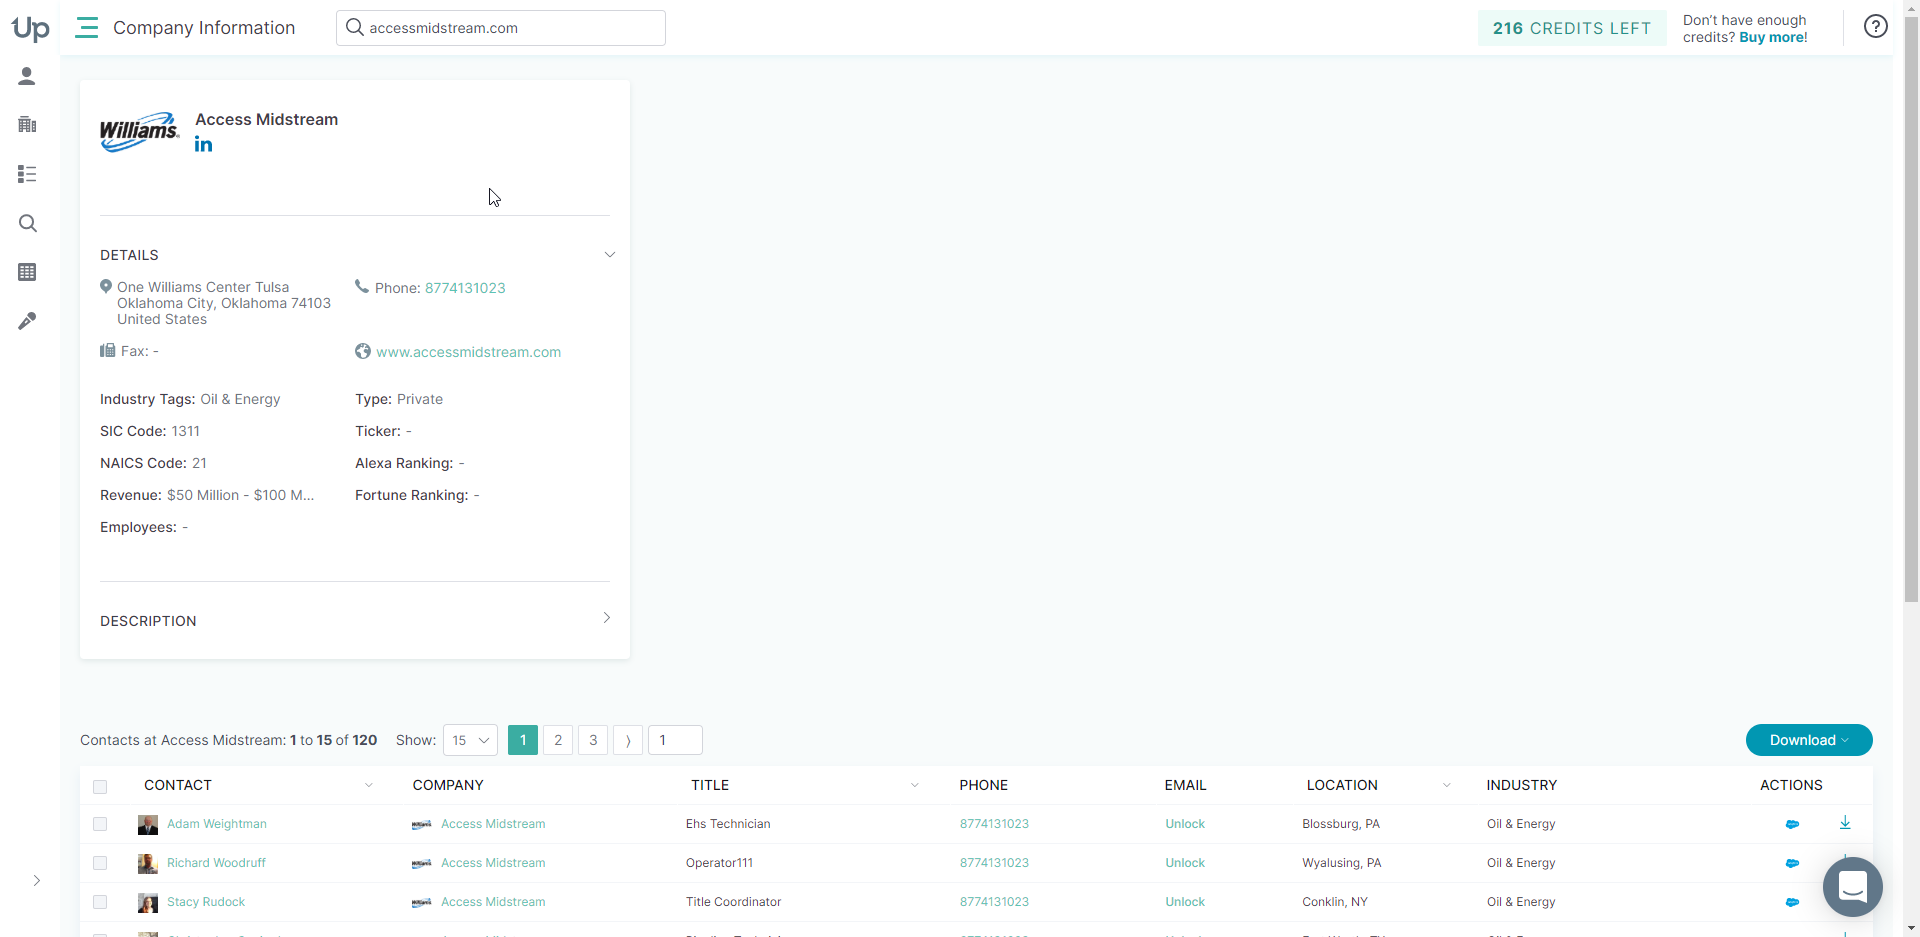 Up
Company Information
accessmidstream.com
216 CREDITS LEFT
Don't have enough
credits? Buy more!
?
Williams
Access Midstream
in
DETAILS
One Williams Center Tulsa
Oklahoma City, Oklahoma 74103
United States
Phone: 8774131023
Fax: -
www.accessmidstream.com
Industry Tags: Oil & Energy
Type: Private
SIC Code: 1311
Ticker: -
NAICS Code: 21
Alexa Ranking: -
Revenue: $50 Million - $100 M...
Fortune Ranking: -
Employees: -
DESCRIPTION
Contacts at Access Midstream: 1 to 15 of 120 Show: 15 1 2 3 ⟩ 1
Download
CONTACT COMPANY TITLE PHONE EMAIL LOCATION INDUSTRY ACTIONS
Adam Weightman Williams Access Midstream Ehs Technician 8774131023 Unlock Blossburg, PA Oil & Energy
Richard Woodruff Williams Access Midstream Operator111 8774131023 Unlock Wyalusing, PA Oil & Energy
Stacy Rudock Williams Access Midstream Title Coordinator 8774131023 Unlock Conklin, NY Oil & Energy